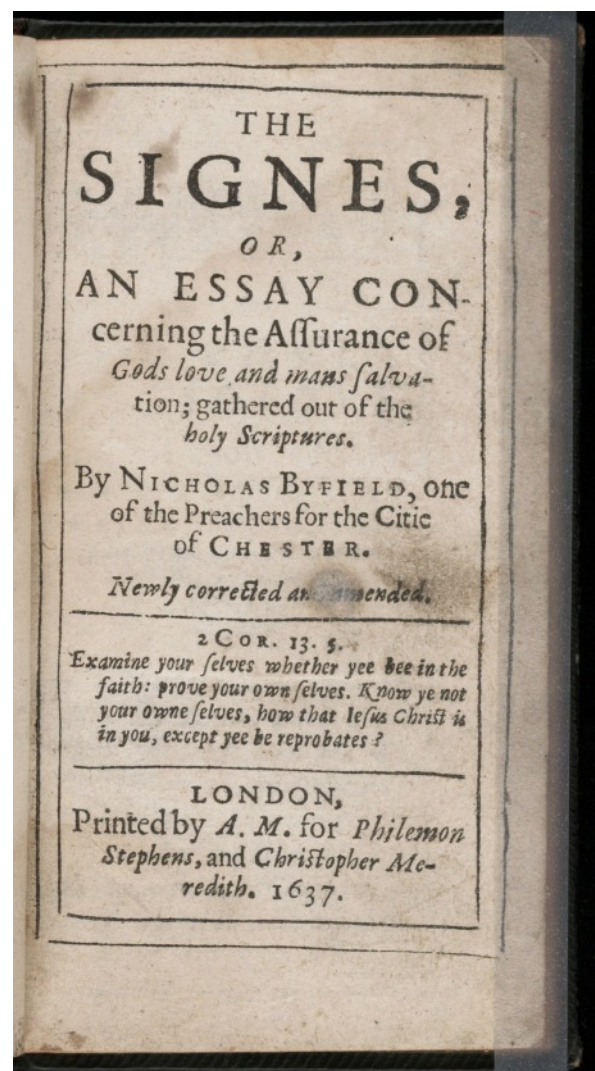 THE
SIGNES,
OR,
AN ESSAY CON-
cerning the Aſſurance of
Gods love and mans ſalva-
tion; gathered out of the
holy Scriptures.
By NICHOLAS BYFIELD, one
of the Preachers for the Citie
of CHESTER.
Newly corrected amended.
2 COR. 13. 5.
Examine your ſelves whether yee bee in the
faith: prove your own ſelves. Know ye not
your owne ſelves, how that Ieſus Chriſt is
in you, except yee be reprobates?
LONDON,
Printed by A. M. for Philemon
Stephens, and Chriſtopher Me-
redith. 1637.